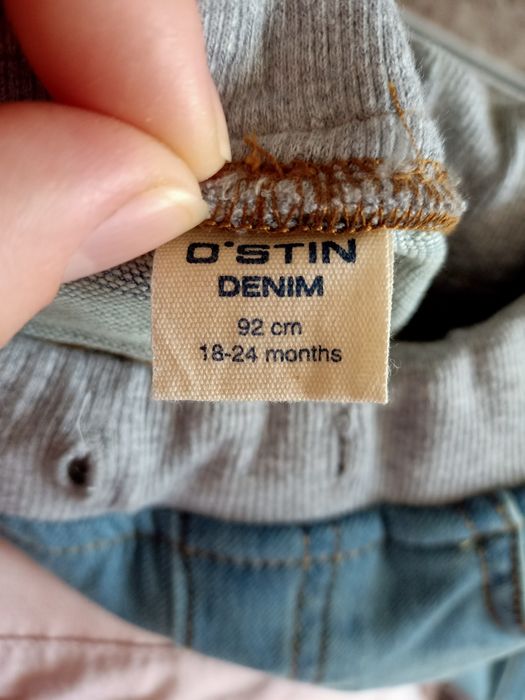 O'STIN
DENIM
92 cm
18-24 months